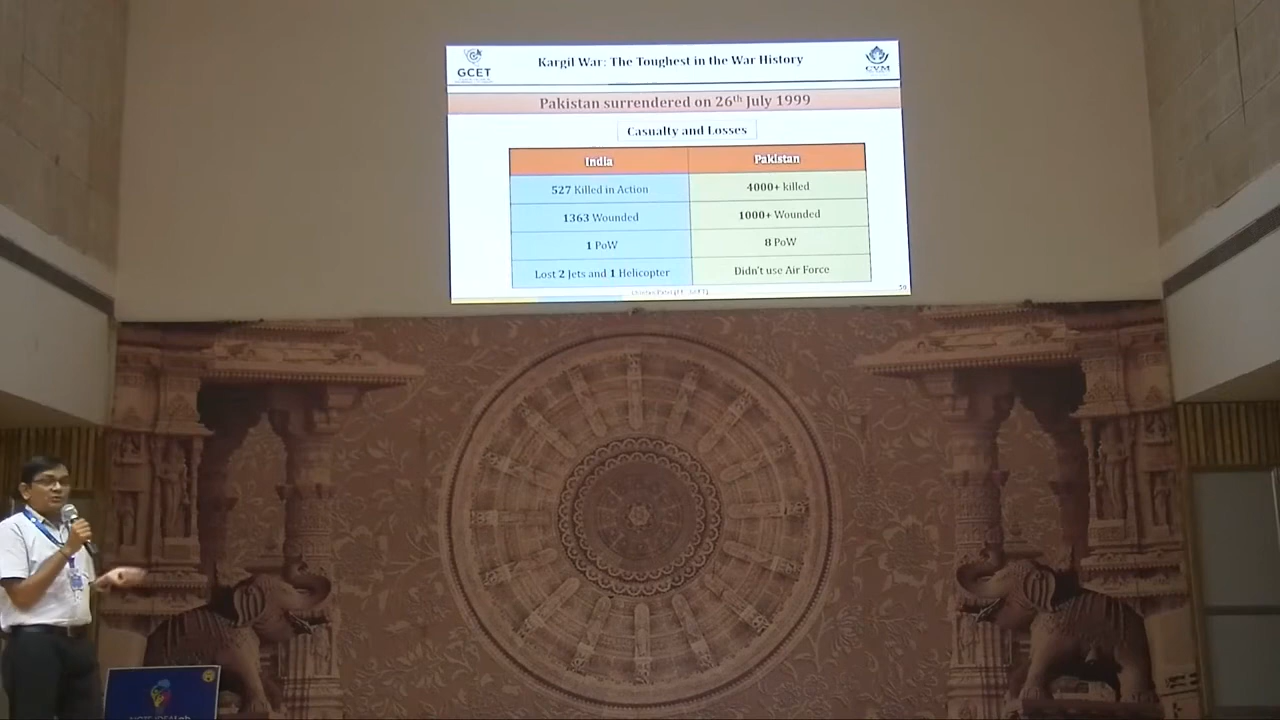 GCET
Kargil War: The Toughest in the War History
CVM
Pakistan surrendered on 26th July 1999
Casualty and Losses
India Pakistan
527 Killed in Action 4000+ killed
1363 Wounded 1000+ Wounded
1 PoW 8 PoW
Lost 2 Jets and 1 Helicopter Didn't use Air Force